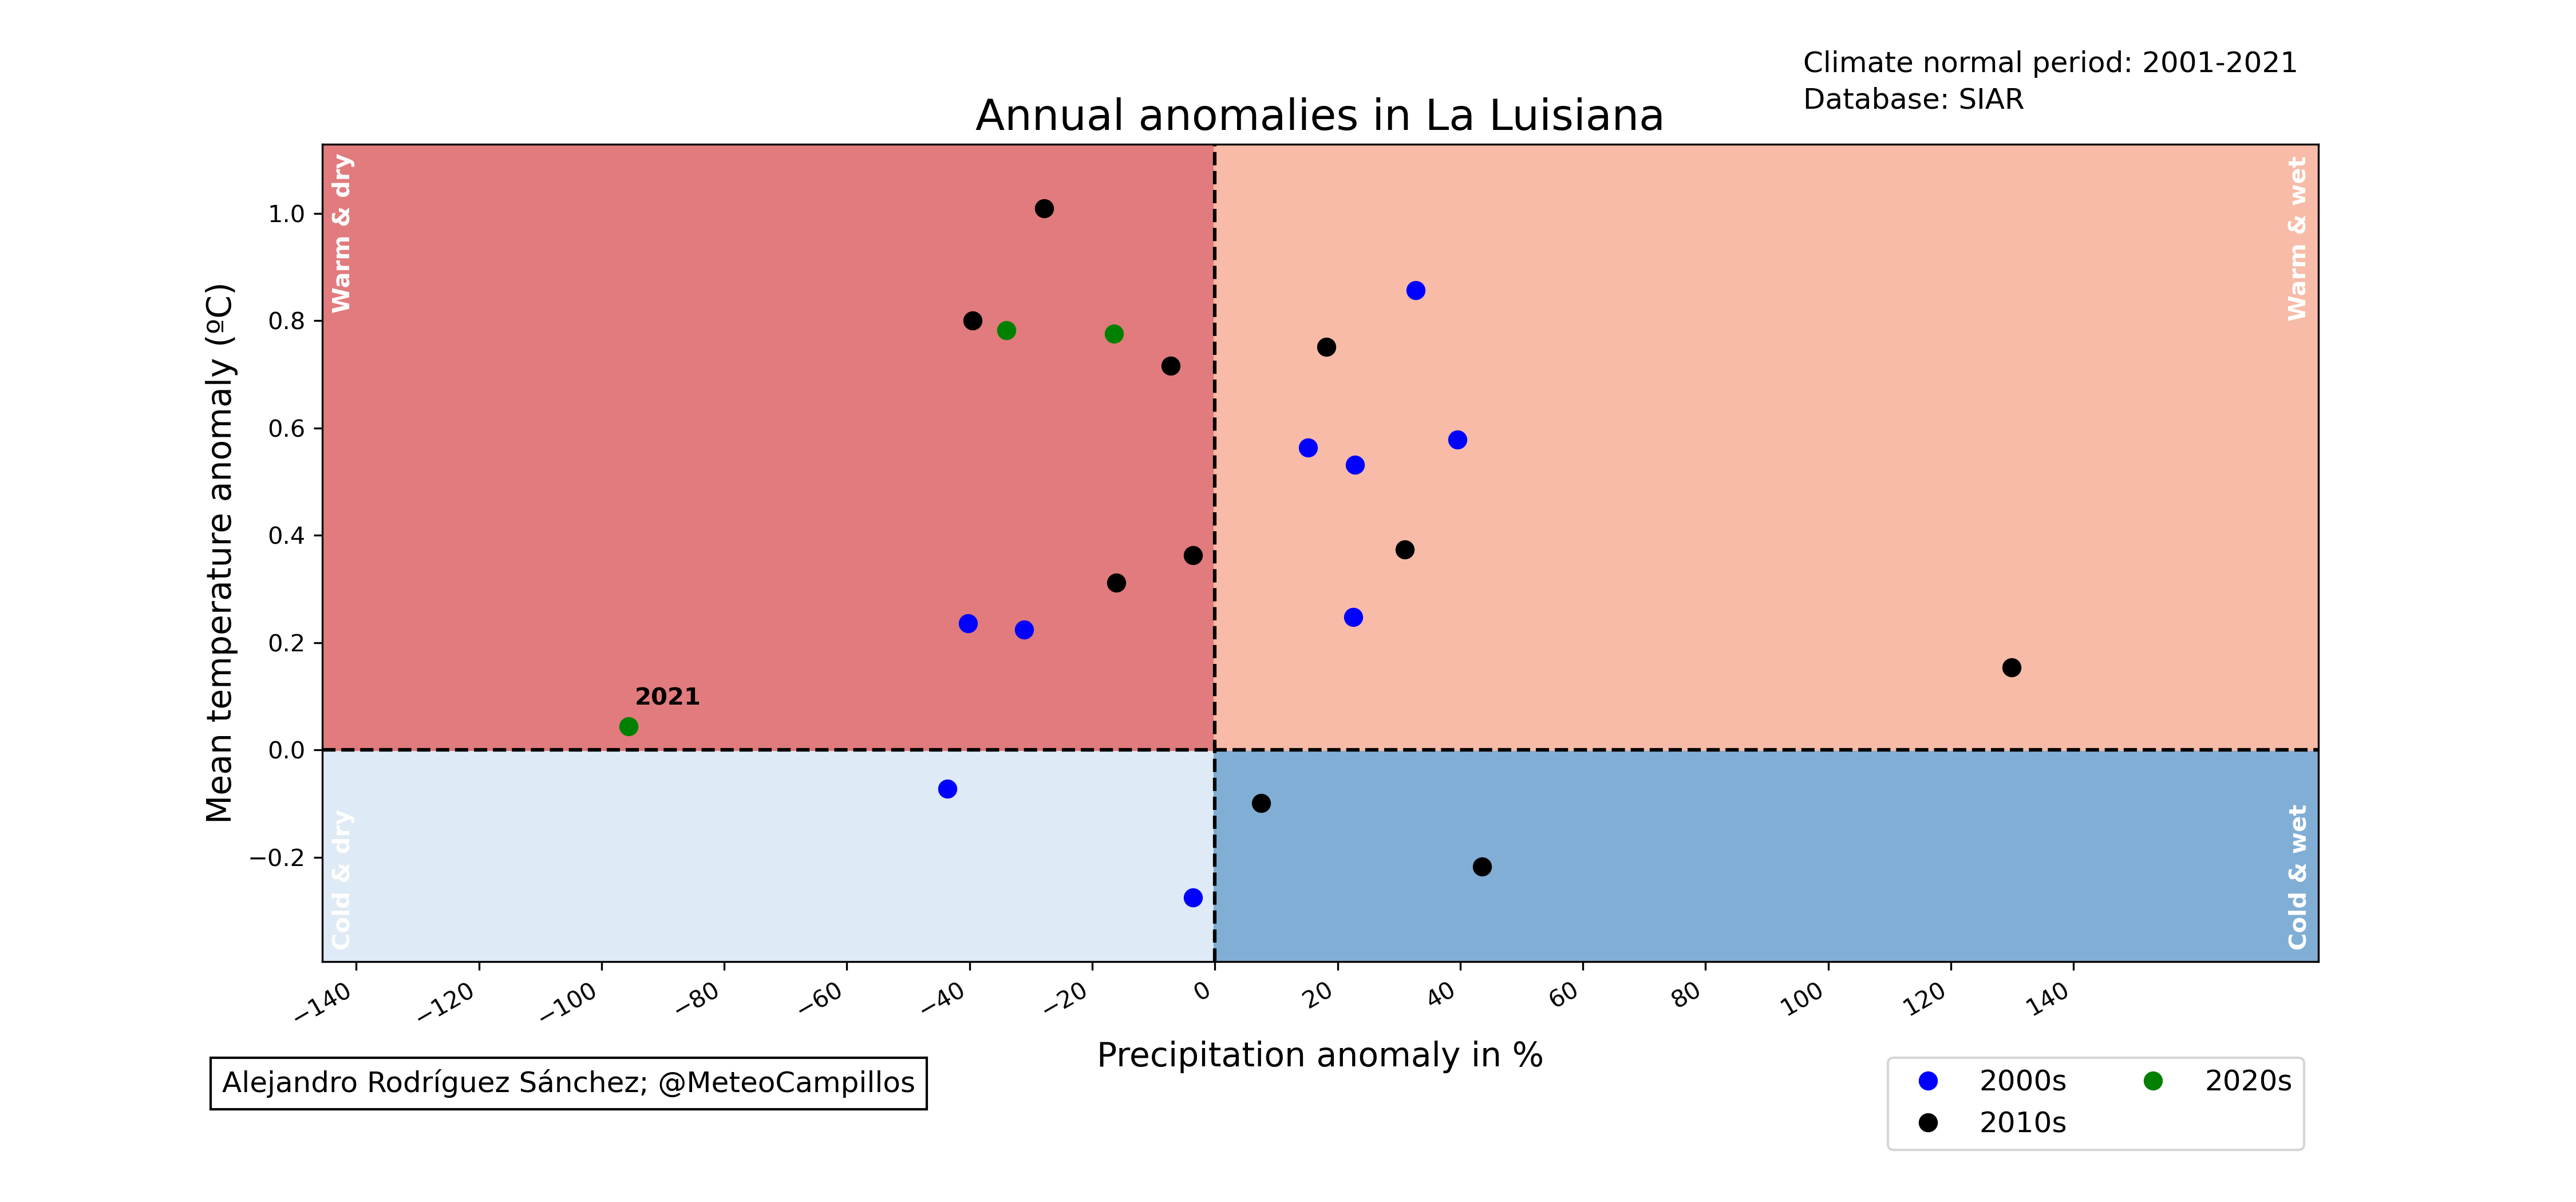 Climate normal period: 2001-2021
Database: SIAR
Annual anomalies in La Luisiana
Warm & dry
Warm & wet
Mean temperature anomaly (ºC)
1.0
0.8
0.6
0.4
0.2
0.0
−0.2
2021
Cold & dry
Cold & wet
−140
−120
−100
−80
−60
−40
−20
0
20
40
60
80
100
120
140
Precipitation anomaly in %
Alejandro Rodríguez Sánchez; @MeteoCampillos
2000s
2010s
2020s